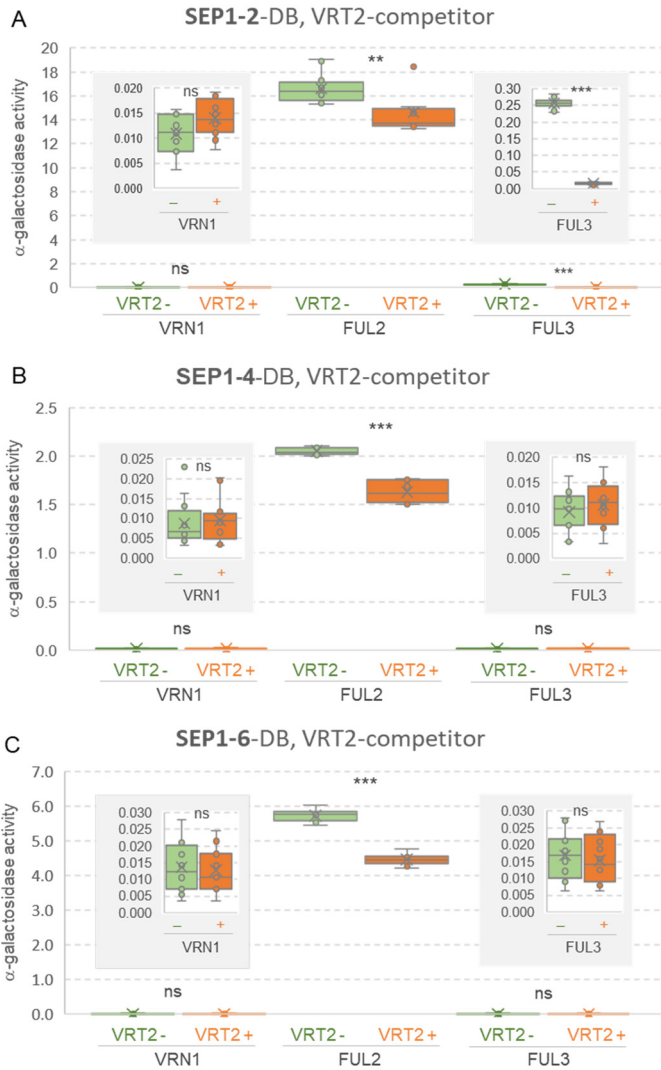 A
SEP1-2-DB, VRT2-competitor
α-galactosidase activity
20
18
16
14
12
10
8
6
4
2
0
**
0.020
0.015
0.010
0.005
0.000
ns
− +
VRN1
0.30
0.25
0.20
0.15
0.10
0.05
0.00
***
− +
FUL3
ns
***
VRT2- VRT2+ VRT2- VRT2+ VRT2- VRT2+
VRN1 FUL2 FUL3
B
SEP1-4-DB, VRT2-competitor
α-galactosidase activity
2.5
2.0
1.5
1.0
0.5
0.0
***
0.030
0.025
0.020
0.015
0.010
0.005
0.000
ns
− +
VRN1
0.020
0.015
0.010
0.005
0.000
ns
− +
FUL3
ns
ns
VRT2- VRT2+ VRT2- VRT2+ VRT2- VRT2+
VRN1 FUL2 FUL3
C
SEP1-6-DB, VRT2-competitor
α-galactosidase activity
7.0
6.0
5.0
4.0
3.0
2.0
1.0
0.0
***
0.030
0.025
0.020
0.015
0.010
0.005
0.000
ns
− +
VRN1
0.030
0.025
0.020
0.015
0.010
0.005
0.000
ns
− +
FUL3
ns
ns
VRT2- VRT2+ VRT2- VRT2+ VRT2- VRT2+
VRN1 FUL2 FUL3